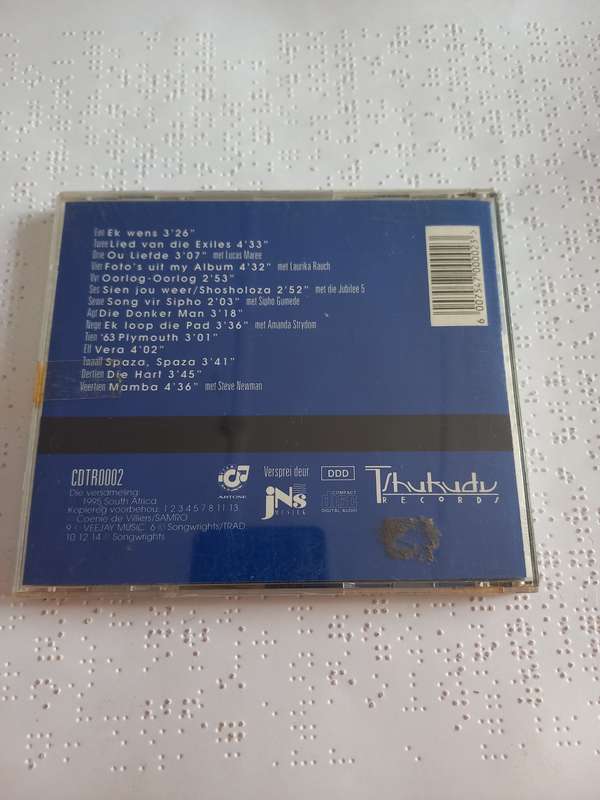 Een Ek wens 3'26"
Twee Lied van die Exiles 4'33"
Drie Ou Liefde 3'07" met Lucas Maree
Vier Foto's uit my Album 4'32" met Laurika Rauch
Vyf Oorlog-Oorlog 2'53"
Ses Sien jou weer/Shosholoza 2'52" met die Jubilee 5
Sewe Song vir Sipho 2'03" met Sipho Gumede
Agt Die Donker Man 3'18"
Nege Ek loop die Pad 3'36" met Amanda Strydom
Tien '63 Plymouth 3'01"
Elf Vera 4'02"
Twaalf Spaza, Spaza 3'41"
Dertien Die Hart 3'45"
Veertien Mamba 4'36" met Steve Newman
6 007547 000023
CDTR0002
Die versameling:
1995 South Africa
Kopiereg voorbehou: 1 2 3 4 5 7 8 11 13
Coenie de Villiers/SAMRO
9 © VEEJAY MUSIC: 6 © Songwrights/TRAD
10 12 14 © Songwrights
ARTONE
Versprei deur
jNs
MUSIEK
DDD
COMPACT
disc
DIGITAL AUDIO
Tshukudu
RECORDS